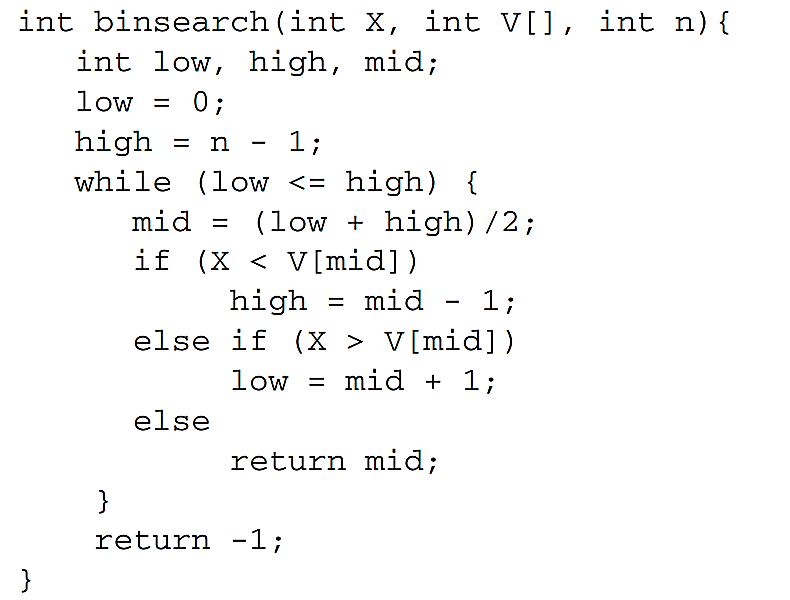 int binsearch(int X, int V[], int n){
   int low, high, mid;
   low = 0;
   high = n - 1;
   while (low <= high) {
      mid = (low + high)/2;
      if (X < V[mid])
           high = mid - 1;
      else if (X > V[mid])
           low = mid + 1;
      else
           return mid;
    }
    return -1;
}